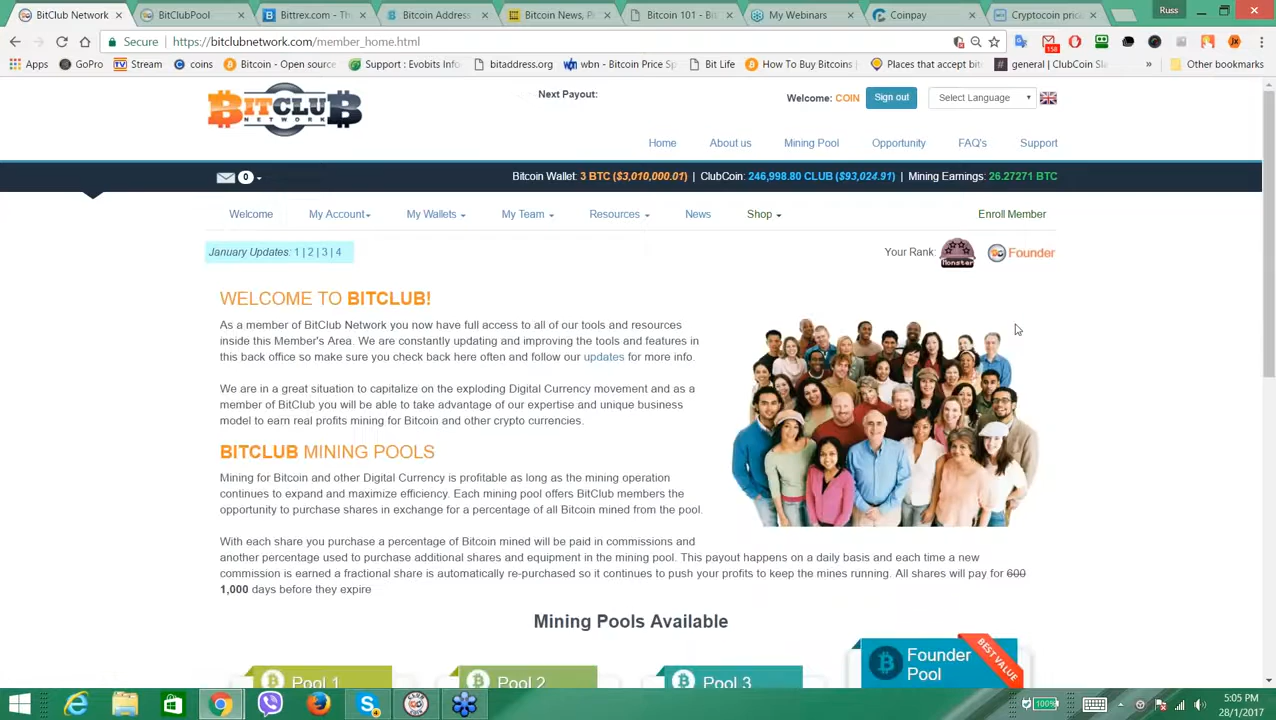 BitClub Network
BitClubPool
Bittrex.com - Th
Bitcoin Address
Bitcoin News, P
Bitcoin 101 - B
My Webinars
Coinpay
Cryptocoin pric
Russ
Secure
https://bitclubnetwork.com/member_home.html
158
Apps
GoPro
Stream
coins
Bitcoin - Open source
Support : Evobits Info
bitaddress.org
wbn - Bitcoin Price Sp
Bit Life
How To Buy Bitcoins
Places that accept bit
general | ClubCoin Sla
»
Other bookmarks
BITCLUB
NETWORK
Next Payout:
Welcome: COIN
Sign out
Select Language
Home
About us
Mining Pool
Opportunity
FAQ's
Support
0
Bitcoin Wallet: 3 BTC ($3,010,000.01) | ClubCoin: 246,998.80 CLUB ($93,024.91) | Mining Earnings: 26.27271 BTC
Welcome
My Account
My Wallets
My Team
Resources
News
Shop
Enroll Member
January Updates: 1 | 2 | 3 | 4
Your Rank:
Monster
Founder
WELCOME TO BITCLUB!
As a member of BitClub Network you now have full access to all of our tools and resources
inside this Member's Area. We are constantly updating and improving the tools and features in
this back office so make sure you check back here often and follow our updates for more info.
We are in a great situation to capitalize on the exploding Digital Currency movement and as a
member of BitClub you will be able to take advantage of our expertise and unique business
model to earn real profits mining for Bitcoin and other crypto currencies.
BITCLUB MINING POOLS
Mining for Bitcoin and other Digital Currency is profitable as long as the mining operation
continues to expand and maximize efficiency. Each mining pool offers BitClub members the
opportunity to purchase shares in exchange for a percentage of all Bitcoin mined from the pool.
With each share you purchase a percentage of Bitcoin mined will be paid in commissions and
another percentage used to purchase additional shares and equipment in the mining pool. This payout happens on a daily basis and each time a new
commission is earned a fractional share is automatically re-purchased so it continues to push your profits to keep the mines running. All shares will pay for 600
1,000 days before they expire
Mining Pools Available
Pool 1
Pool 2
Pool 3
Founder
Pool
BEST VALUE
100%
5:05 PM
28/1/2017